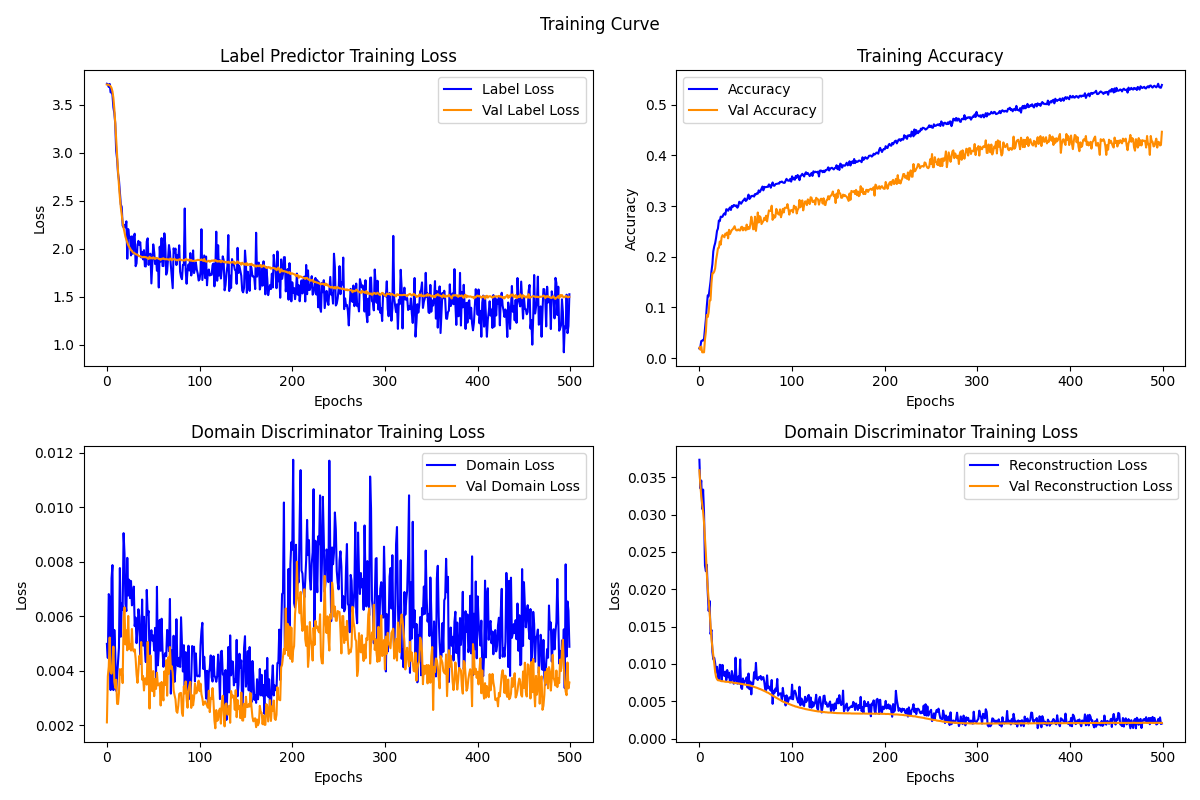 Training Curve
Label Predictor Training Loss
Loss
3.5
3.0
2.5
2.0
1.5
1.0
Label Loss
Val Label Loss
0
100
200
300
400
500
Epochs
Training Accuracy
Accuracy
0.5
0.4
0.3
0.2
0.1
0.0
Accuracy
Val Accuracy
0
100
200
300
400
500
Epochs
Domain Discriminator Training Loss
Loss
0.012
0.010
0.008
0.006
0.004
0.002
Domain Loss
Val Domain Loss
0
100
200
300
400
500
Epochs
Domain Discriminator Training Loss
Loss
0.035
0.030
0.025
0.020
0.015
0.010
0.005
0.000
Reconstruction Loss
Val Reconstruction Loss
0
100
200
300
400
500
Epochs